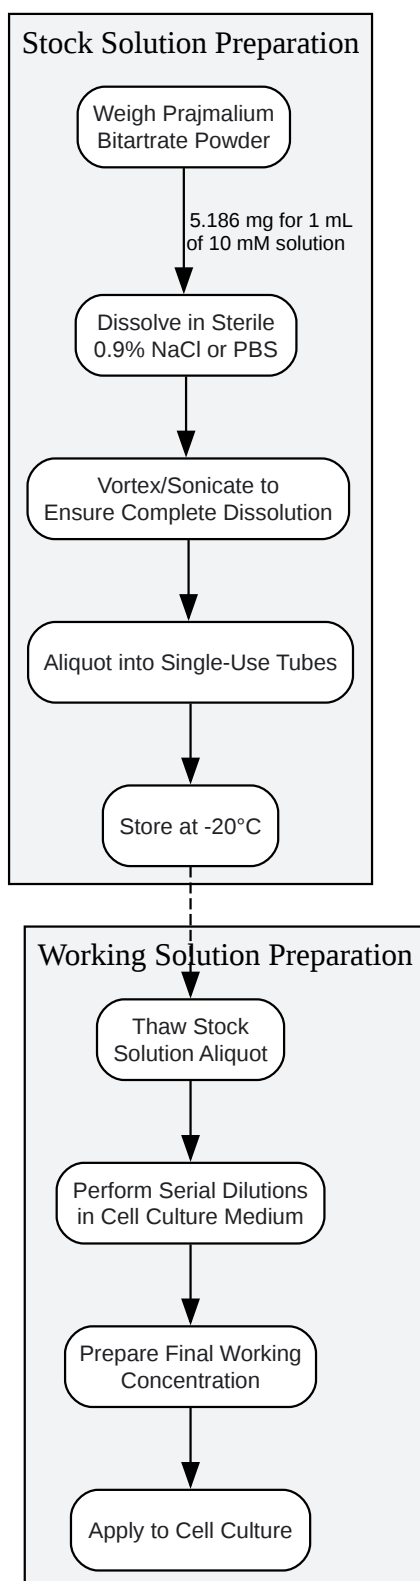 Stock Solution Preparation
Weigh Prajmalium
Bitartrate Powder
5.186 mg for 1 mL
of 10 mM solution
Dissolve in Sterile
0.9% NaCl or PBS
Vortex/Sonicate to
Ensure Complete Dissolution
Aliquot into Single-Use Tubes
Store at -20°C
Working Solution Preparation
Thaw Stock
Solution Aliquot
Perform Serial Dilutions
in Cell Culture Medium
Prepare Final Working
Concentration
Apply to Cell Culture